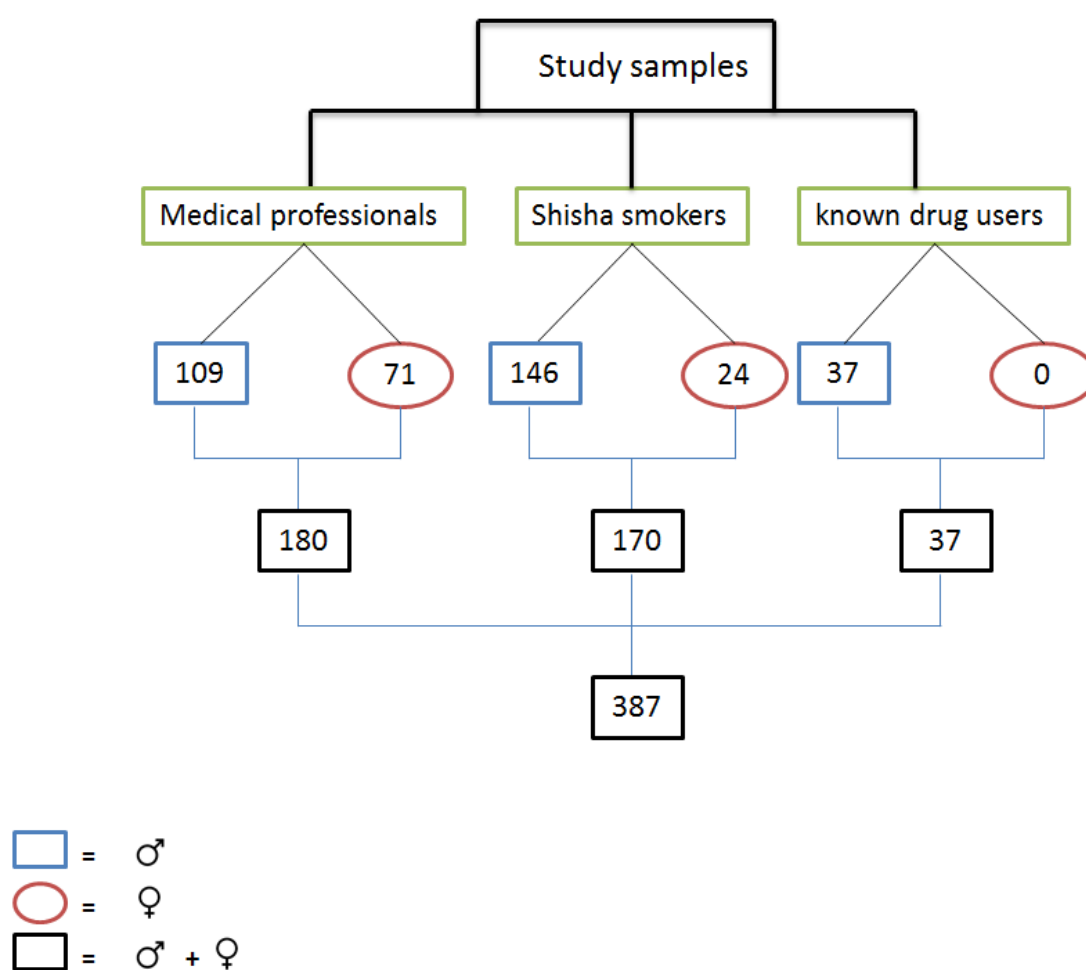 Study samples
Medical professionals
Shisha smokers
known drug users
109
71
146
24
37
0
180
170
37
387
= ♂
= ♀
= ♂ + ♀